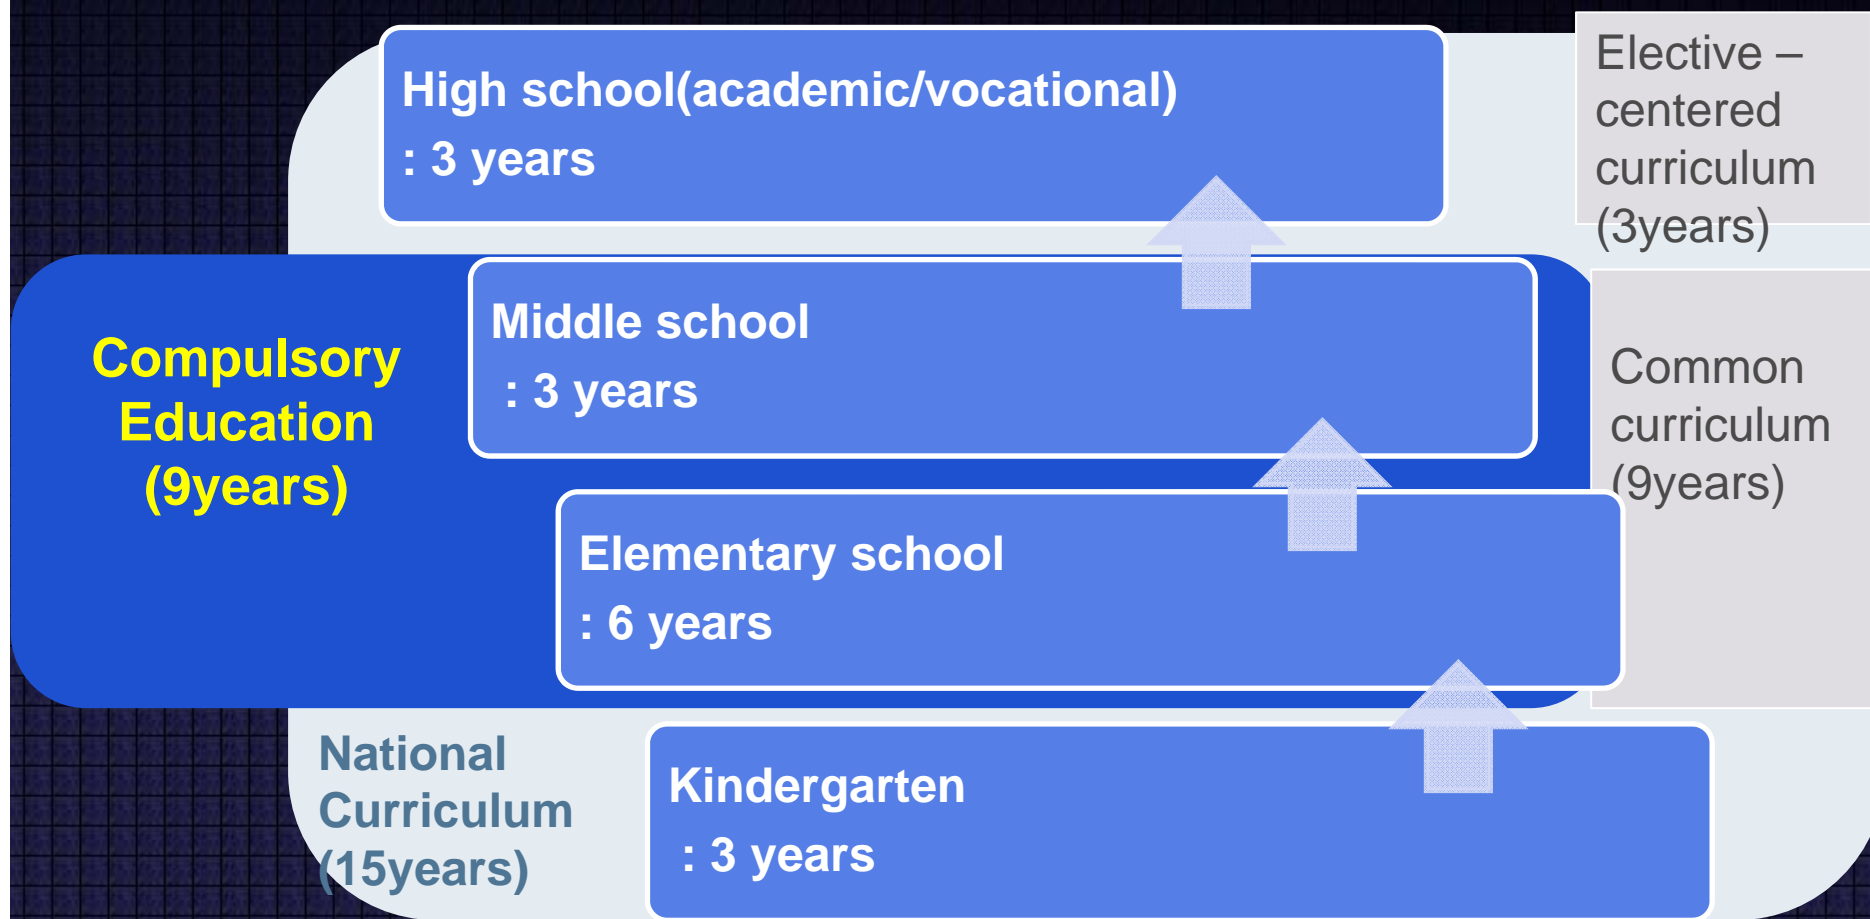 High school(academic/vocational)
: 3 years
Elective –
centered
curriculum
(3years)
Compulsory
Education
(9years)
Middle school
: 3 years
Common
curriculum
(9years)
Elementary school
: 6 years
National
Curriculum
(15years)
Kindergarten
: 3 years